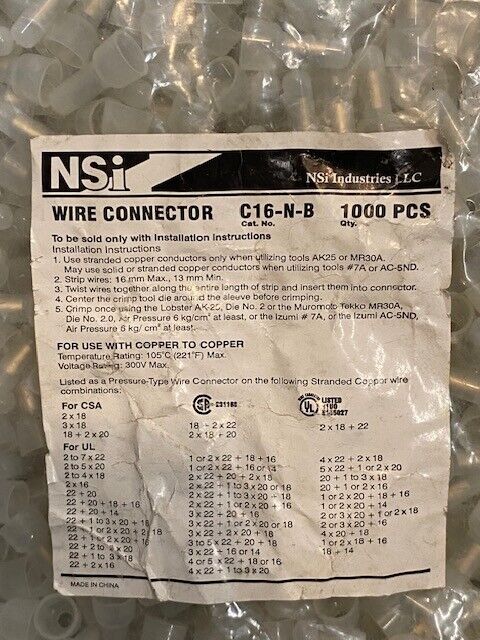 NSi
NSi Industries LLC
WIRE CONNECTOR C16-N-B 1000 PCS
Cat. No. Qty.
To be sold only with Installation Instructions
Installation Instructions
1. Use stranded copper conductors only when utilizing tools AK25 or MR30A.
May use solid or stranded copper conductors when utilizing tools #7A or AC-5ND.
2. Strip wires: 16 mm Max., 13 mm Min.
3. Twist wires together along the entire length of strip and insert them into connector.
4. Center the crimp tool die around the sleeve before crimping.
5. Crimp once using the Lobster AK-25, Die No. 2 or the Muromoto Tekko MR30A,
Die No. 2.0, Air Pressure 6 kg/cm² at least, or the Izumi # 7A, or the Izumi AC-5ND,
Air Pressure 6 kg/cm² at least.
FOR USE WITH COPPER TO COPPER
Temperature Rating: 105°C (221°F) Max.
Voltage Rating: 300V Max.
Listed as a Pressure-Type Wire Connector on the following Stranded Copper wire
combinations:
For CSA
LISTED
2 x 18
3 x 18 18 + 2 x 22 2 x 18 + 22
18 + 2 x 20 2 x 18 + 20
For UL
2 to 7 x 22 1 or 2 x 22 + 18 + 16 4 x 22 + 2 x 18
2 to 5 x 20 1 or 2 x 22 + 16 or 14 5 x 22 + 1 or 2 x 20
2 to 4 x 18 2 x 22 + 20 + 2 x 18 20 + 1 to 3 x 18
2 x 16 2 x 22 + 1 to 3 x 20 or 18 20 + 1 or 2 x 16
22 + 20 2 x 22 + 1 or 2 x 20 + 16 1 or 2 x 20 + 18 + 16
22 + 20 + 18 + 16 3 x 22 + 20 + 16 1 or 2 x 20 + 14
22 + 20 + 14 3 x 22 + 1 or 2 x 20 or 18 2 or 3 x 20 + 1 or 2 x 18
22 + 1 to 3 x 20 + 18 3 x 22 + 2 x 20 + 18 2 or 3 x 20 + 16
22 + 1 or 2 x 20 + 2 x 18 3 to 5 x 22 + 20 + 18 4 x 20 + 18
22 + 1 or 2 x 20 + 16 3 x 22 + 16 or 14 1 or 2 x 18 + 16
22 + 2 to 3 x 20 4 or 5 x 22 + 18 or 16 18 + 14
22 + 1 to 3 x 18 4 x 22 + 1 to 3 x 20
22 + 2 x 16
MADE IN CHINA